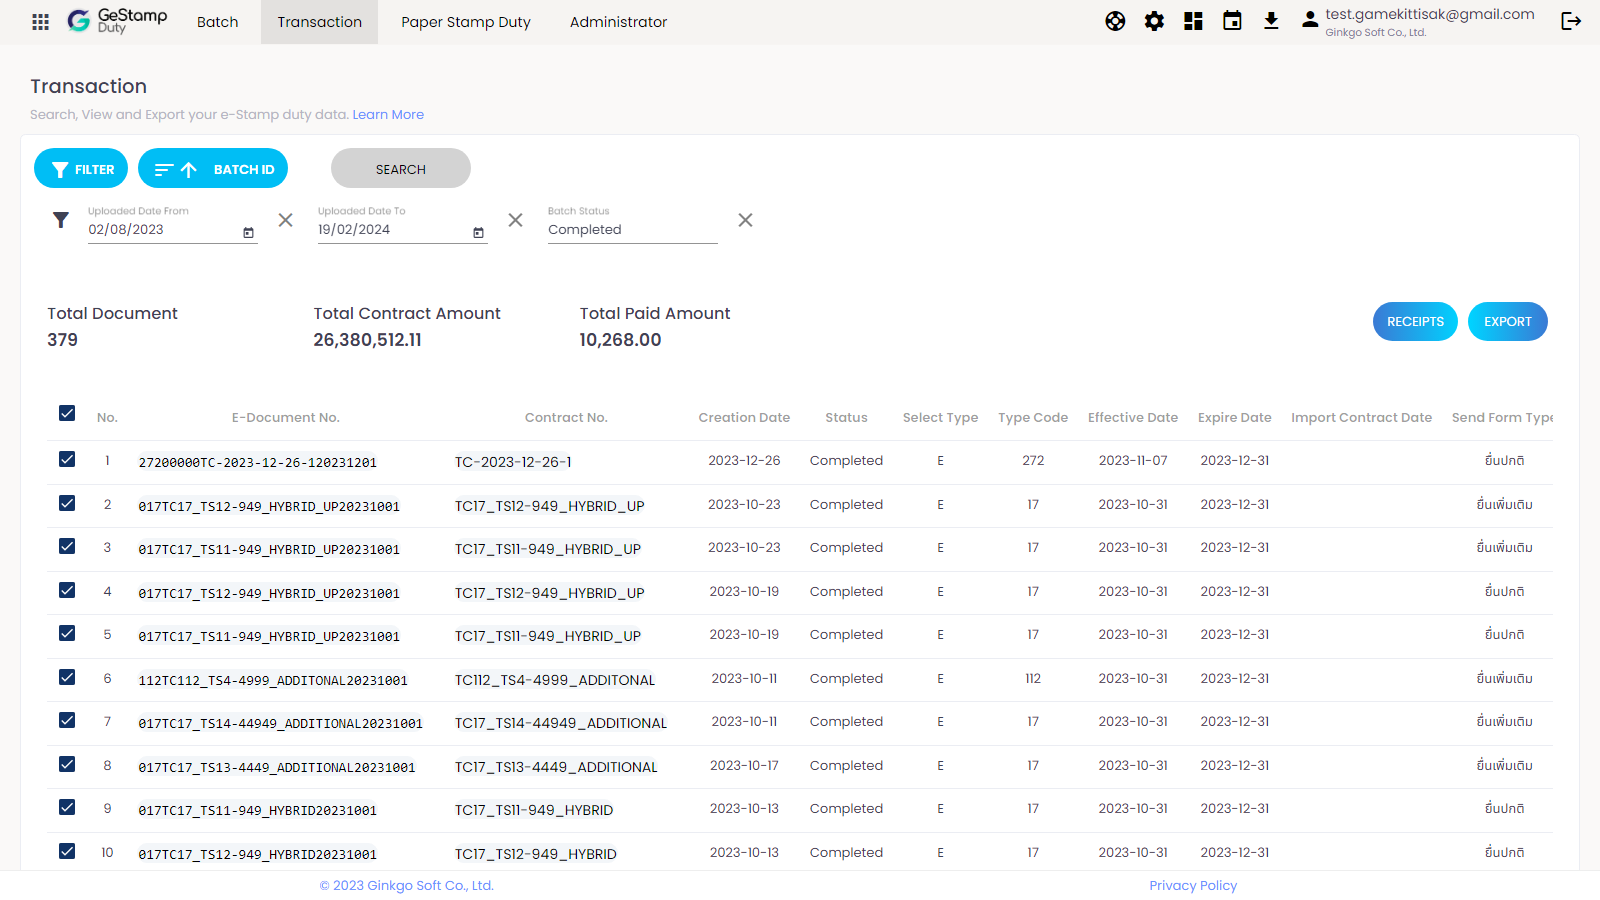 GeStamp
Duty
Batch
Transaction
Paper Stamp Duty
Administrator
test.gamekittisak@gmail.com
Ginkgo Soft Co., Ltd.
Transaction
Search, View and Export your e-Stamp duty data. Learn More
FILTER
BATCH ID
SEARCH
Uploaded Date From
02/08/2023
Uploaded Date To
19/02/2024
Batch Status
Completed
Total Document
379
Total Contract Amount
26,380,512.11
Total Paid Amount
10,268.00
RECEIPTS
EXPORT
No. E-Document No. Contract No. Creation Date Status Select Type Type Code Effective Date Expire Date Import Contract Date Send Form Type
1 27200000TC-2023-12-26-120231201 TC-2023-12-26-1 2023-12-26 Completed E 272 2023-11-07 2023-12-31 ยื่นปกติ
2 017TC17_TS12-949_HYBRID_UP20231001 TC17_TS12-949_HYBRID_UP 2023-10-23 Completed E 17 2023-10-31 2023-12-31 ยื่นเพิ่มเติม
3 017TC17_TS11-949_HYBRID_UP20231001 TC17_TS11-949_HYBRID_UP 2023-10-23 Completed E 17 2023-10-31 2023-12-31 ยื่นเพิ่มเติม
4 017TC17_TS12-949_HYBRID_UP20231001 TC17_TS12-949_HYBRID_UP 2023-10-19 Completed E 17 2023-10-31 2023-12-31 ยื่นปกติ
5 017TC17_TS11-949_HYBRID_UP20231001 TC17_TS11-949_HYBRID_UP 2023-10-19 Completed E 17 2023-10-31 2023-12-31 ยื่นปกติ
6 112TC112_TS4-4999_ADDITONAL20231001 TC112_TS4-4999_ADDITONAL 2023-10-11 Completed E 112 2023-10-31 2023-12-31 ยื่นเพิ่มเติม
7 017TC17_TS14-44949_ADDITIONAL20231001 TC17_TS14-44949_ADDITIONAL 2023-10-11 Completed E 17 2023-10-31 2023-12-31 ยื่นเพิ่มเติม
8 017TC17_TS13-4449_ADDITIONAL20231001 TC17_TS13-4449_ADDITIONAL 2023-10-17 Completed E 17 2023-10-31 2023-12-31 ยื่นเพิ่มเติม
9 017TC17_TS11-949_HYBRID20231001 TC17_TS11-949_HYBRID 2023-10-13 Completed E 17 2023-10-31 2023-12-31 ยื่นปกติ
10 017TC17_TS12-949_HYBRID20231001 TC17_TS12-949_HYBRID 2023-10-13 Completed E 17 2023-10-31 2023-12-31 ยื่นปกติ
© 2023 Ginkgo Soft Co., Ltd.
Privacy Policy